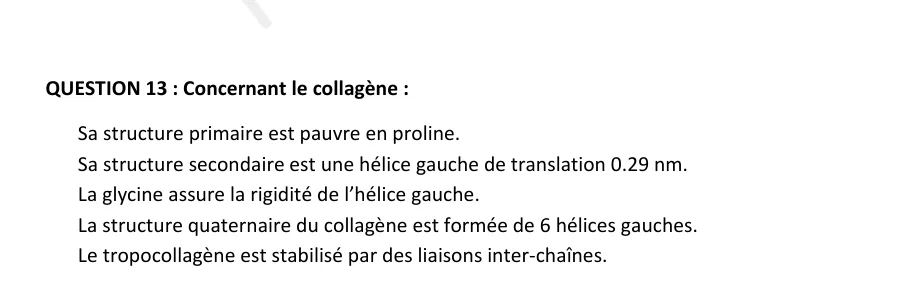 QUESTION 13 : Concernant le collagène :
Sa structure primaire est pauvre en proline.
Sa structure secondaire est une hélice gauche de translation 0.29 nm.
La glycine assure la rigidité de l’hélice gauche.
La structure quaternaire du collagène est formée de 6 hélices gauches.
Le tropocollagène est stabilisé par des liaisons inter-chaînes.